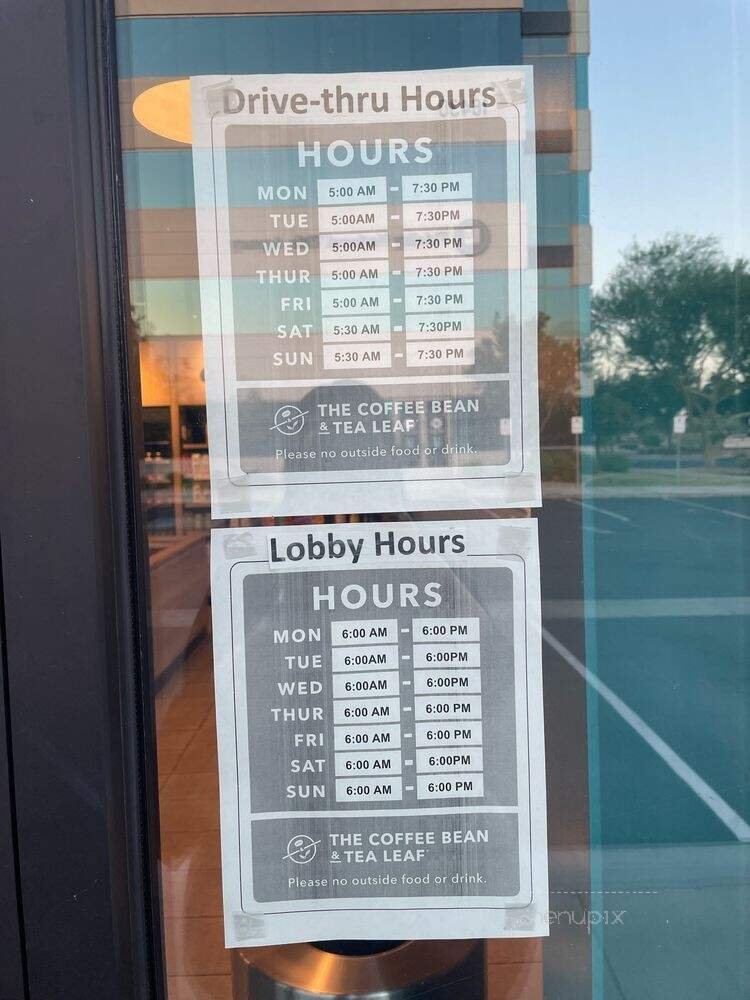 Drive-thru Hours
HOURS
MON 5:00 AM - 7:30 PM
TUE 5:00AM - 7:30PM
WED 5:00AM - 7:30 PM
THUR 5:00 AM - 7:30 PM
FRI 5:00 AM - 7:30 PM
SAT 5:30 AM - 7:30PM
SUN 5:30 AM - 7:30 PM
THE COFFEE BEAN
& TEA LEAF
Please no outside food or drink.
Lobby Hours
HOURS
MON 6:00 AM - 6:00 PM
TUE 6:00AM - 6:00PM
WED 6:00AM - 6:00PM
THUR 6:00 AM - 6:00 PM
FRI 6:00 AM - 6:00 PM
SAT 6:00 AM - 6:00PM
SUN 6:00 AM - 6:00 PM
THE COFFEE BEAN
& TEA LEAF
Please no outside food or drink.
menupix